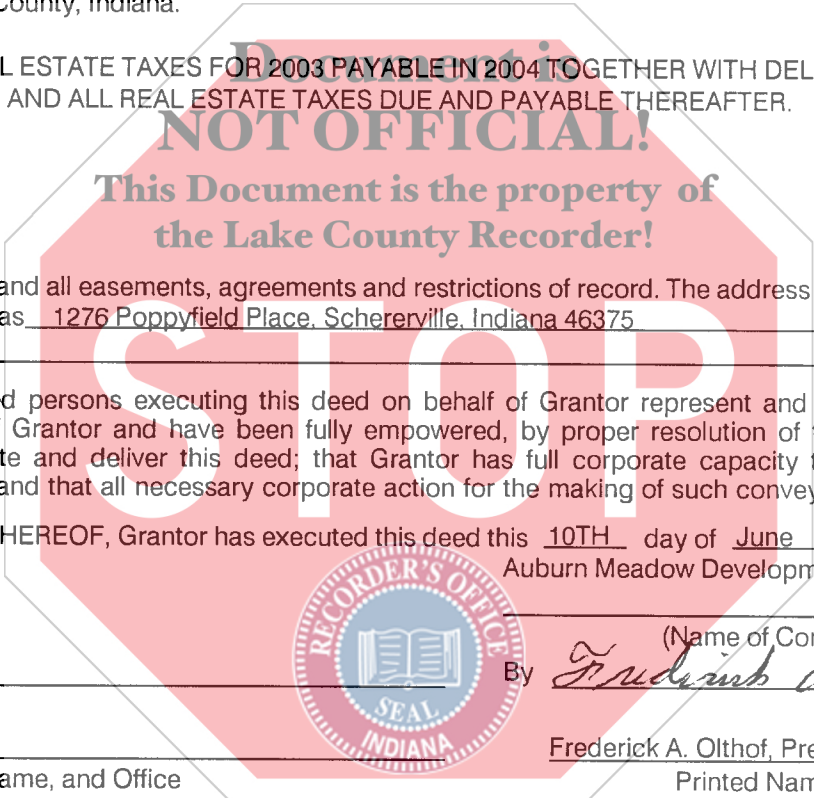 County, Indiana.
Document is
L ESTATE TAXES FOR 2003 PAYABLE IN 2004 TOGETHER WITH DEL
AND ALL REAL ESTATE TAXES DUE AND PAYABLE THEREAFTER.
NOT OFFICIAL!
This Document is the property of
the Lake County Recorder!
and all easements, agreements and restrictions of record. The address
as 1276 Poppyfield Place, Schererville, Indiana 46375
STOP
d persons executing this deed on behalf of Grantor represent and
Grantor and have been fully empowered, by proper resolution of
te and deliver this deed; that Grantor has full corporate capacity t
and that all necessary corporate action for the making of such convey
HEREOF, Grantor has executed this deed this 10TH day of June
Auburn Meadow Developm
RECORDER'S OFFICE
SEAL
INDIANA
(Name of Cor
By Frederick
Frederick A. Olthof, Pre
ame, and Office
Printed Nam